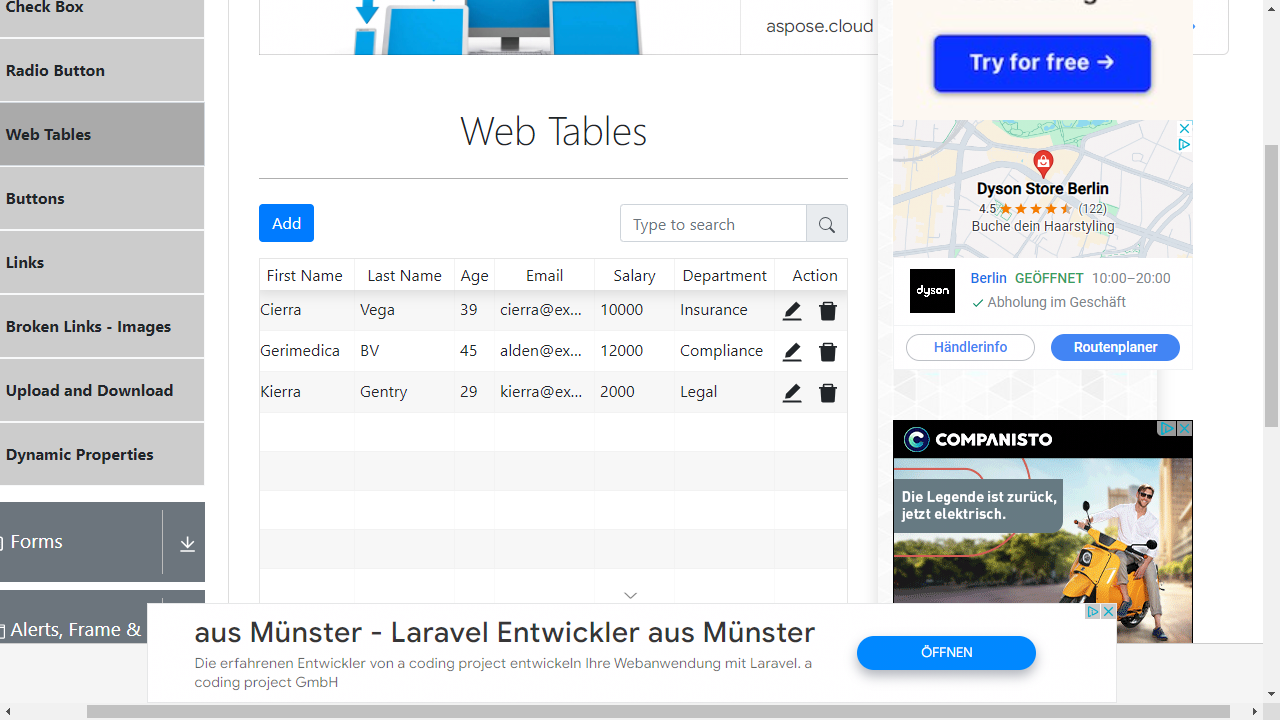 Check Box
Radio Button
Web Tables
Buttons
Links
Broken Links - Images
Upload and Download
Dynamic Properties
Forms
Alerts, Frame &
aspose.cloud
Web Tables
Add
Type to search
First Name Last Name Age Email Salary Department Action
Cierra Vega 39 cierra@ex... 10000 Insurance
Gerimedica BV 45 alden@ex... 12000 Compliance
Kierra Gentry 29 kierra@ex... 2000 Legal
Try for free →
Dyson Store Berlin
4.5 (122)
Buche dein Haarstyling
dyson
Berlin GEÖFFNET 10:00–20:00
Abholung im Geschäft
Händlerinfo Routenplaner
COMPANISTO
Die Legende ist zurück,
jetzt elektrisch.
aus Münster - Laravel Entwickler aus Münster
Die erfahrenen Entwickler von a coding project entwickeln Ihre Webanwendung mit Laravel. a
coding project GmbH
ÖFFNEN